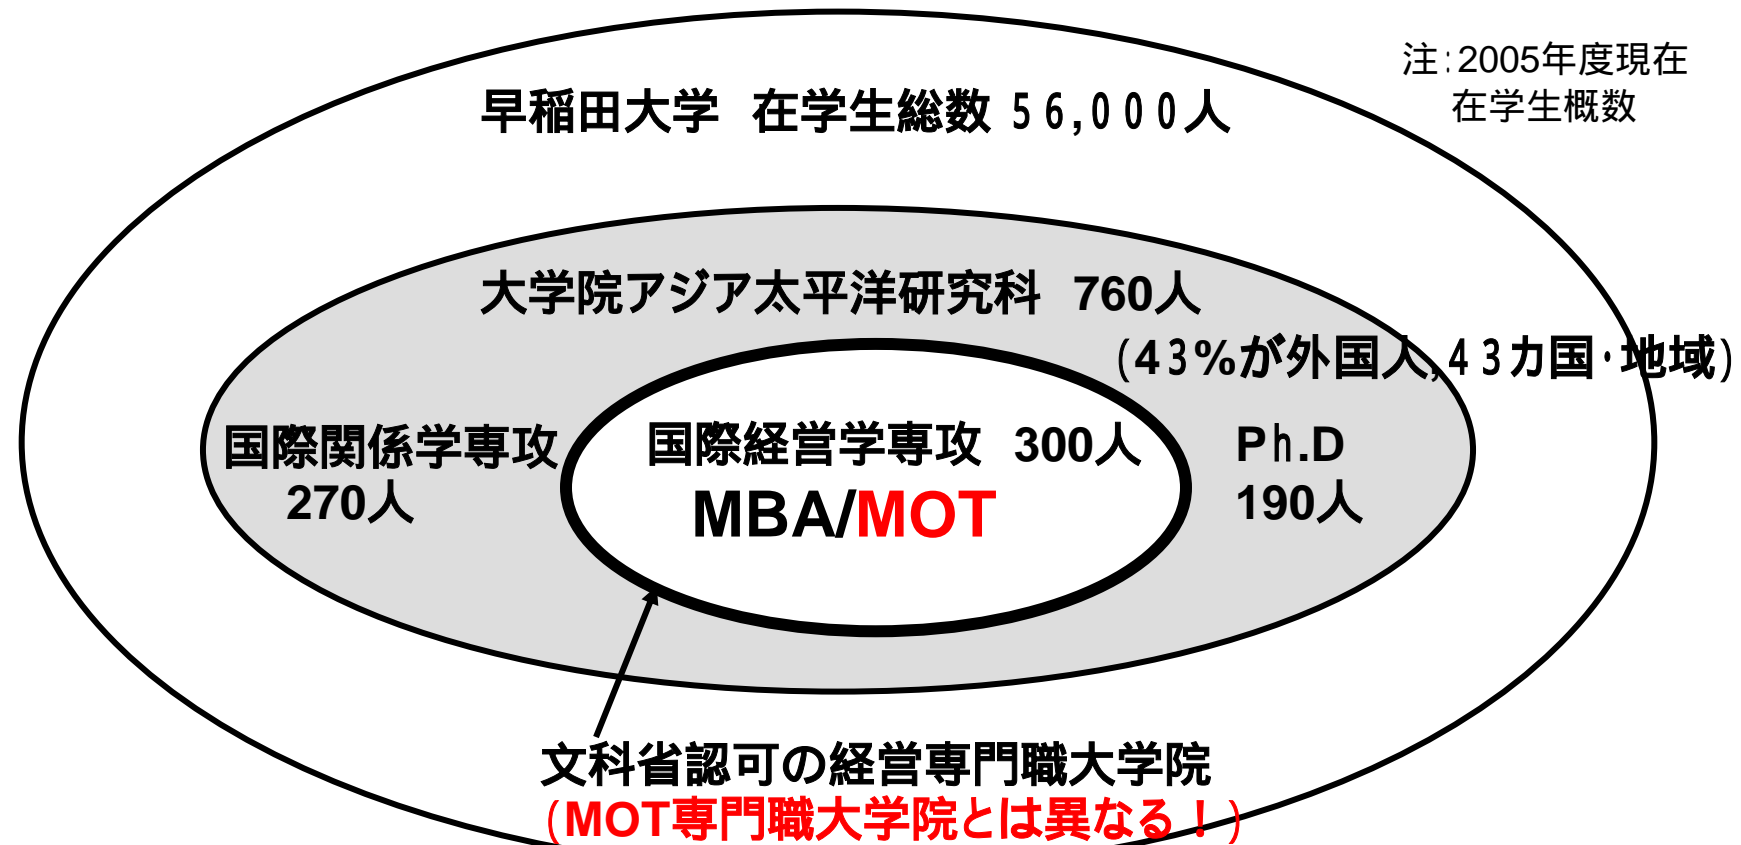 注:2005年度現在
在学生概数
早稲田大学 在学生総数 56,000人
大学院アジア太平洋研究科 760人
(43%が外国人,43カ国・地域)
国際関係学専攻
270人
国際経営学専攻 300人
MBA/MOT
Ph.D
190人
文科省認可の経営専門職大学院
(MOT専門職大学院とは異なる!)